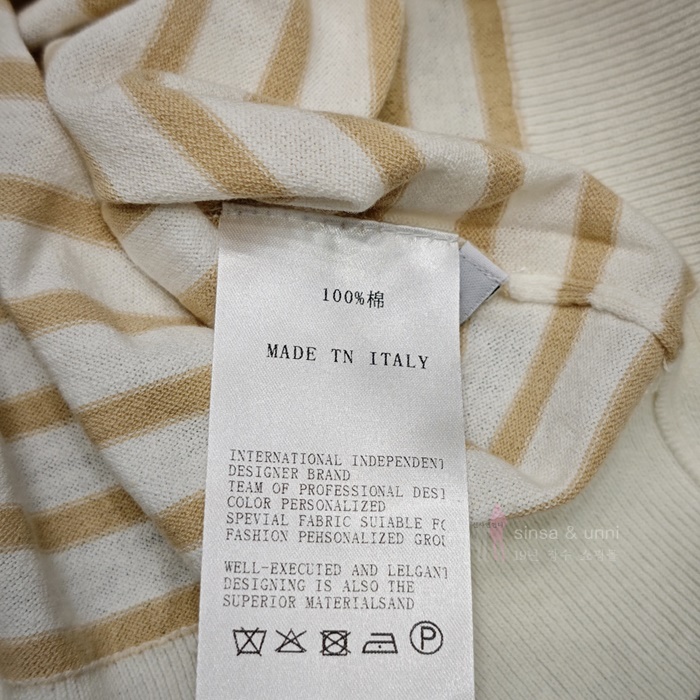 100%棉
MADE TN ITALY
INTERNATIONAL INDEPENDENT
DESIGNER BRAND
TEAM OF PROFESSIONAL DESI
COLOR PERSONALIZED
SPEVIAL FABRIC SUIABLE FO
FASHION PEHSONALIZED GROU
WELL-EXECUTED AND LELGANT
DESIGNING IS ALSO THE
SUPERIOR MATERIALSAND
P
sinsa & unni